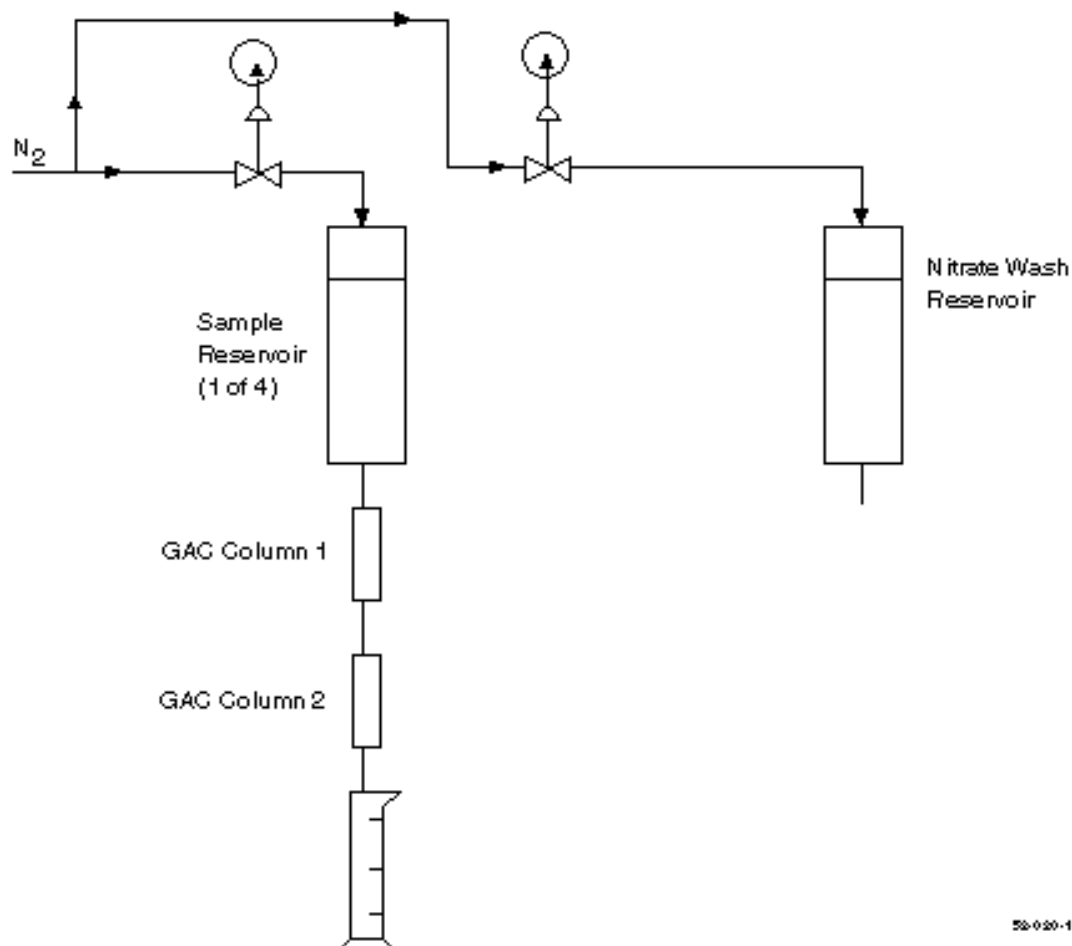 N2
Nitrate Wash
Reservoir
Sample
Reservoir
(1 of 4)
GAC Column 1
GAC Column 2